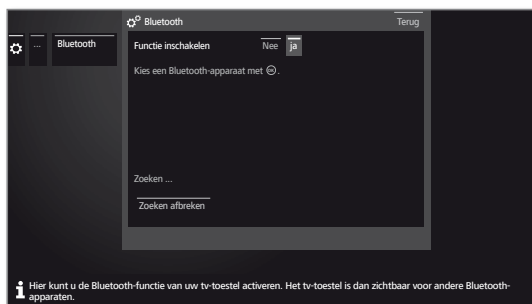 Bluetooth
Terug
... Bluetooth
Functie inschakelen Nee ja
Kies een Bluetooth-apparaat met OK.
Zoeken ...
Zoeken afbreken
Hier kunt u de Bluetooth-functie van uw tv-toestel activeren. Het tv-toestel is dan zichtbaar voor andere Bluetooth-
apparaten.